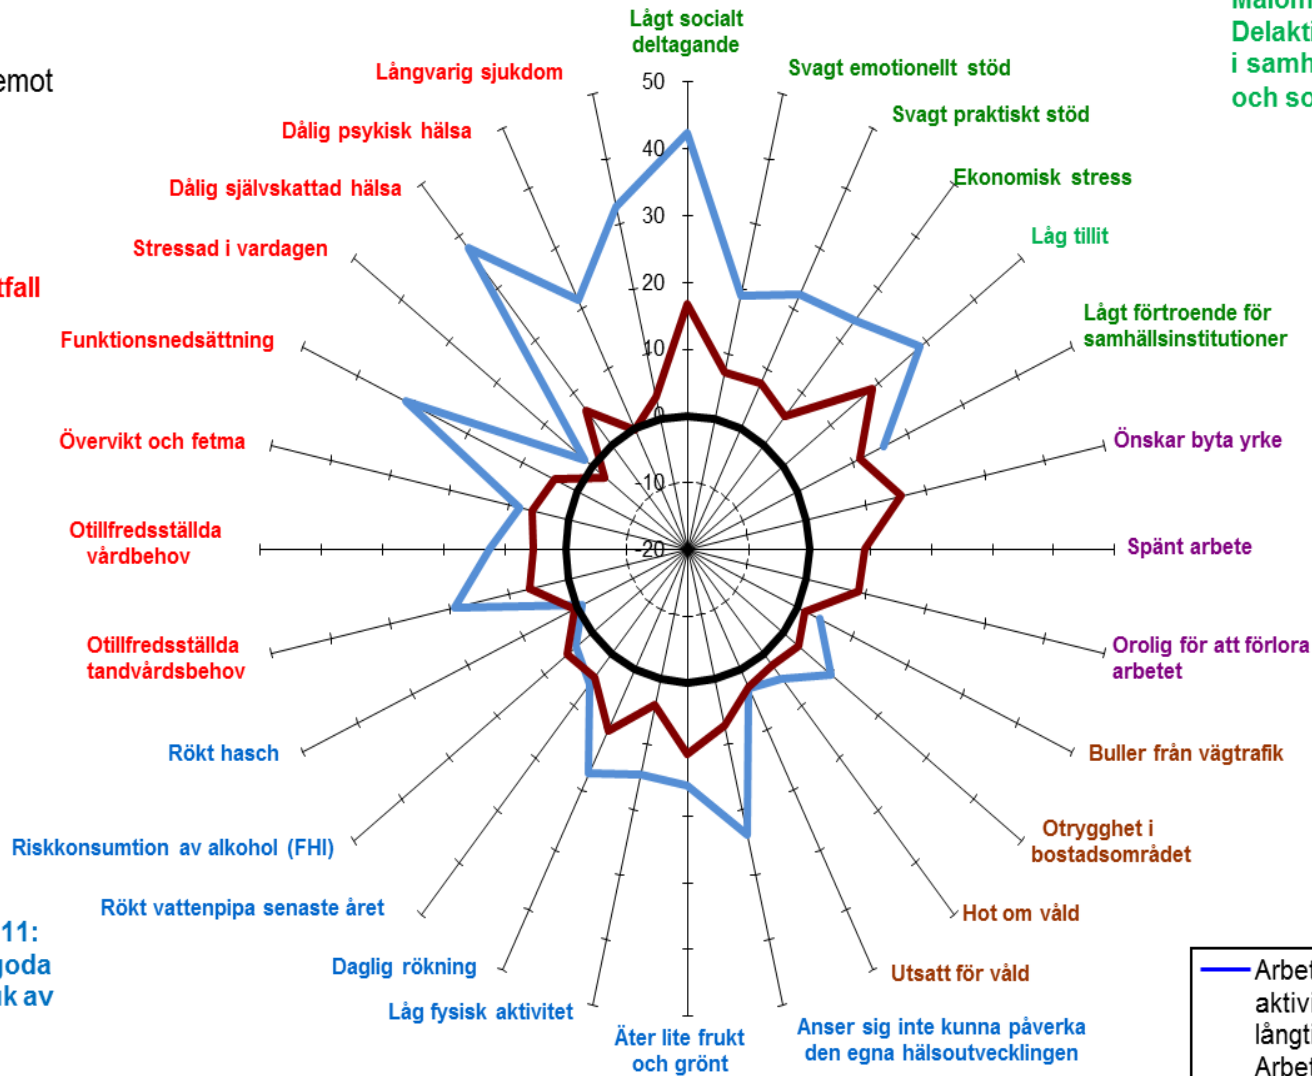 Målom
Delakti
i samh
och so
emot
tfall
11:
goda
uk av
Lågt socialt
deltagande
Svagt emotionellt stöd
Svagt praktiskt stöd
Ekonomisk stress
Låg tillit
Lågt förtroende för
samhällsinstitutioner
Önskar byta yrke
Spänt arbete
Orolig för att förlora
arbetet
Buller från vägtrafik
Otrygghet i
bostadsområdet
Hot om våld
Utsatt för våld
Anser sig inte kunna påverka
den egna hälsoutvecklingen
Äter lite frukt
och grönt
Låg fysisk aktivitet
Daglig rökning
Rökt vattenpipa senaste året
Riskkonsumtion av alkohol (FHI)
Rökt hasch
Otillfredsställda
tandvårdsbehov
Otillfredsställda
vårdbehov
Övervikt och fetma
Funktionsnedsättning
Stressad i vardagen
Dålig självskattad hälsa
Dålig psykisk hälsa
Långvarig sjukdom
50
40
30
20
10
0
-10
-20
Arbet
aktivi
långti
Arbet